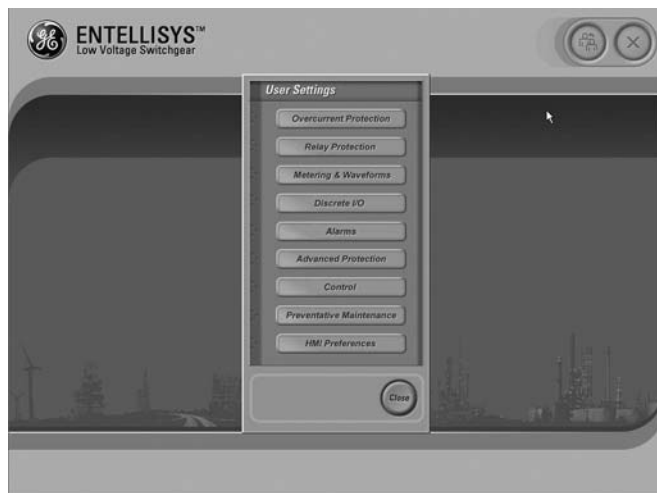 ENTELLISYS™
Low Voltage Switchgear
User Settings
Overcurrent Protection
Relay Protection
Metering & Waveforms
Discrete I/O
Alarms
Advanced Protection
Control
Preventative Maintenance
HMI Preferences
Close